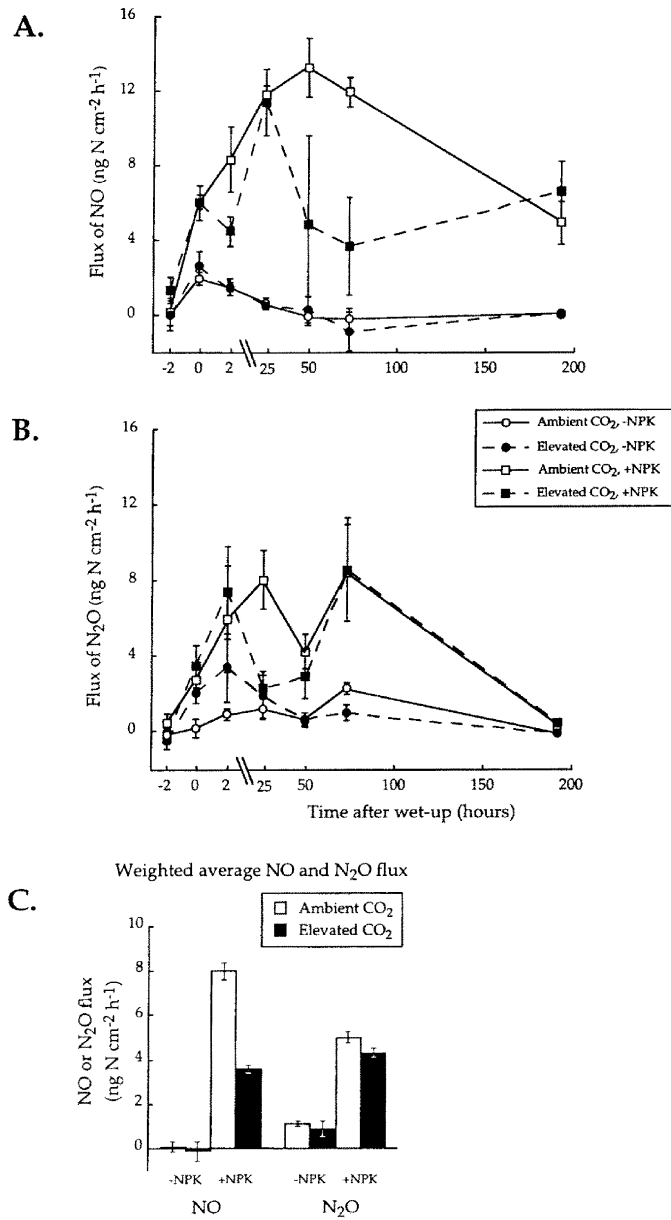 A.
16
12
8
4
0
Flux of NO (ng N cm-2 h-1)
-2 0 2 25 50 100 150 200
B.
16
12
8
4
0
Flux of N2O (ng N cm-2 h-1)
Ambient CO2, -NPK
Elevated CO2, -NPK
Ambient CO2, +NPK
Elevated CO2, +NPK
-2 0 2 25 50 100 150 200
Time after wet-up (hours)
Weighted average NO and N2O flux
C.
Ambient CO2
Elevated CO2
10
8
6
4
2
0
NO or N2O flux
(ng N cm-2 h-1)
-NPK +NPK -NPK +NPK
NO N2O